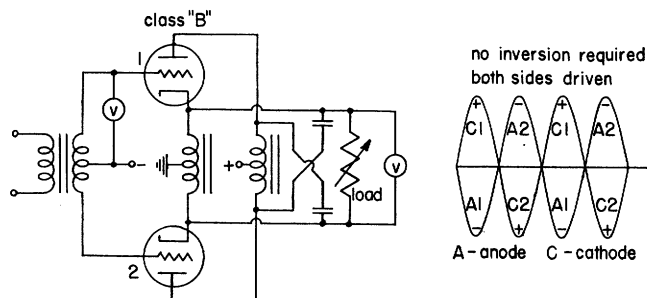 class "B"
1
V
-
+
load
V
2
no inversion required
both sides driven
+ - + -
C1 A2 C1 A2
A1 C2 A1 C2
- + - +
A-anode C-cathode